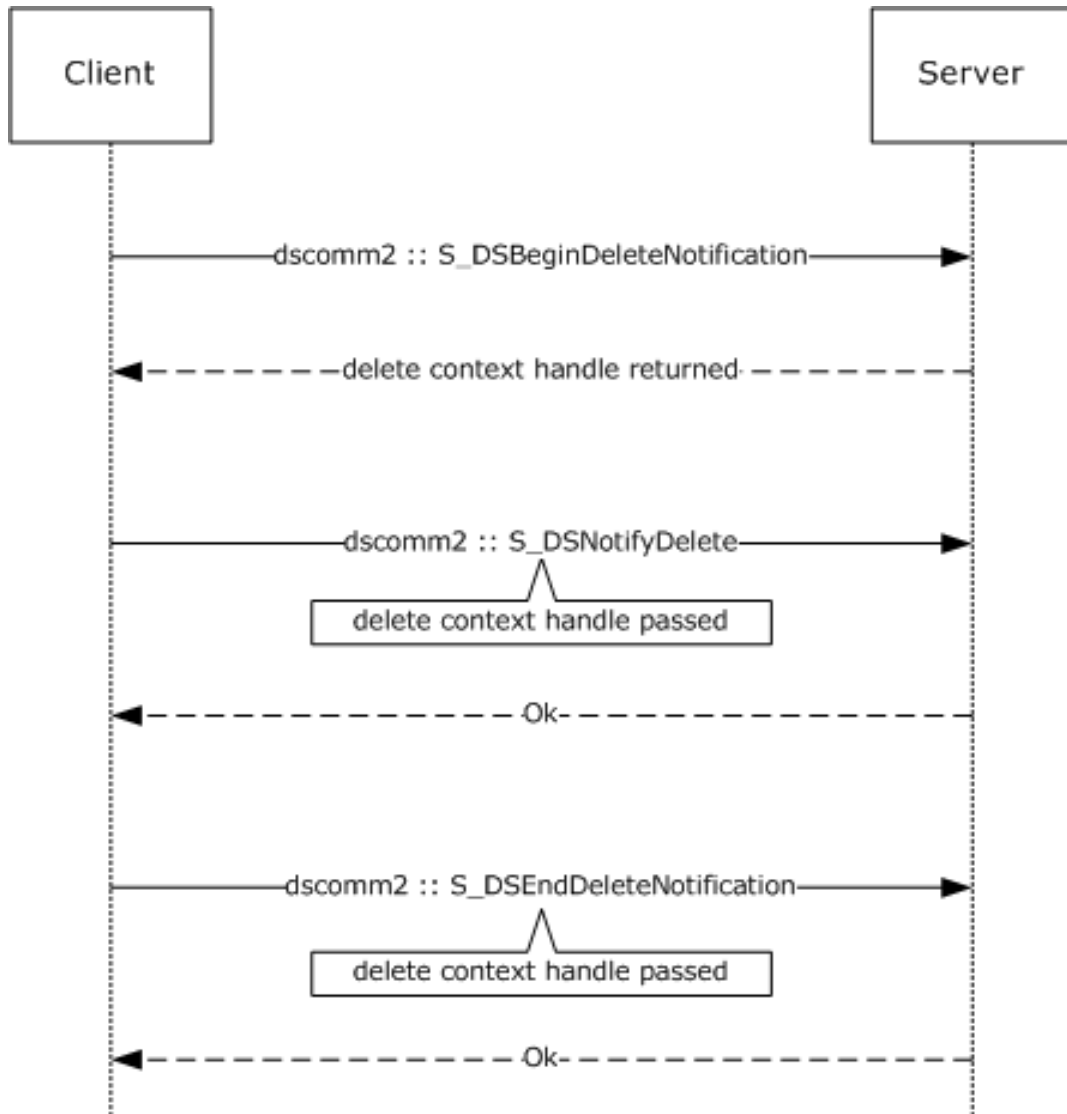 Client
Server
dscomm2 :: S_DSBeginDeleteNotification
delete context handle returned
dscomm2 :: S_DSNotifyDelete
delete context handle passed
Ok
dscomm2 :: S_DSEndDeleteNotification
delete context handle passed
Ok